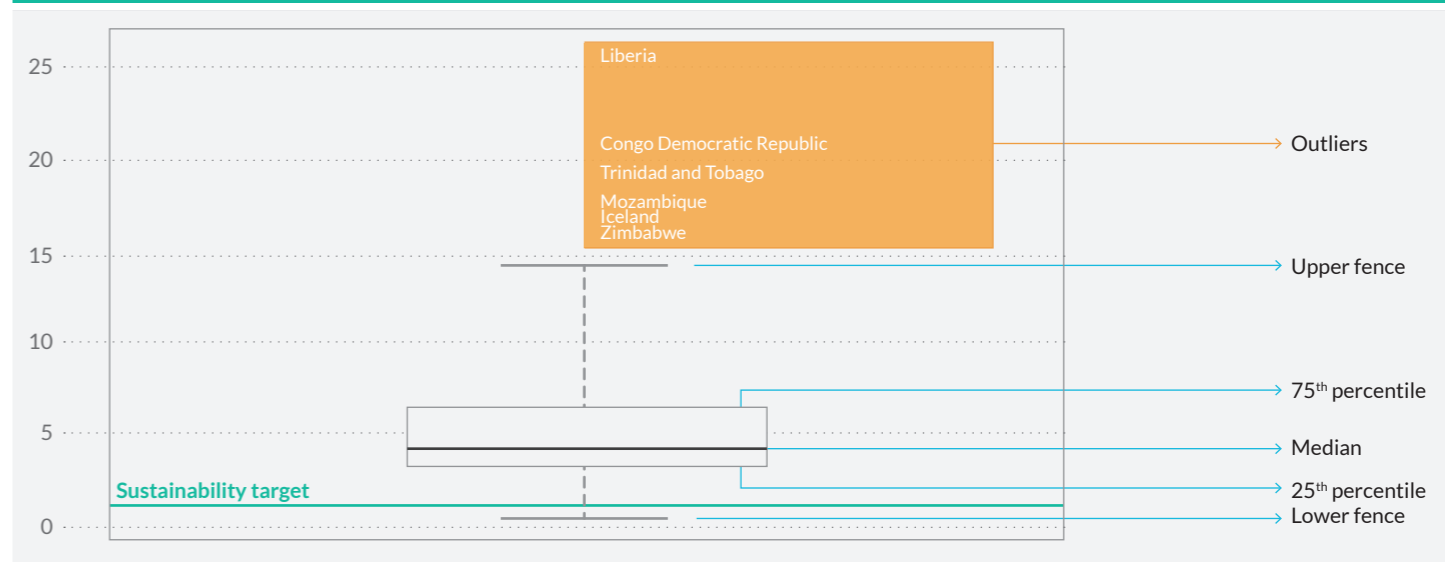 25
Liberia
Congo Democratic Republic
Outliers
20
Trinidad and Tobago
Mozambique
Iceland
Zimbabwe
15
Upper fence
10
75th percentile
5
Median
Sustainability target
25th percentile
Lower fence
0